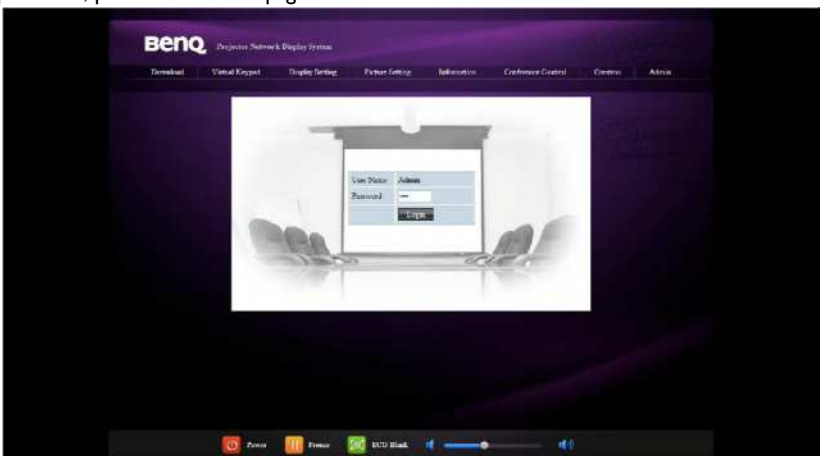 BenQ Projector Network Display System
Download Virtual Keypad Display Setting Picture Setting Information Conference Control Crestron Admin
User Name Admin
Password
Login
Power Freeze ECO Blank